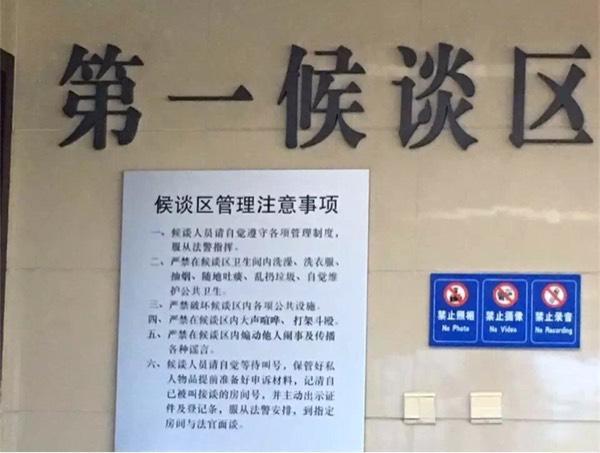 第一候谈区
候谈区管理注意事项
一、候谈人员请自觉遵守各项管理制度，
服从法警指挥。
二、严禁在候谈区卫生间内洗澡、洗衣服、
抽烟、随地吐痰、乱扔垃圾、自觉维
护公共卫生。
三、严禁破坏候谈区内各项公共设施。
四、严禁在候谈区内大声喧哗、打架斗殴。
五、严禁在候谈区内煽动他人闹事及传播
各种谣言。
六、候谈人员请自觉等待叫号，保管好私
人物品提前准备好申诉材料，记清自
己被叫接谈的房间号，并主动出示证
件及登记条，服从法警安排，到指定
房间与法官面谈。
禁止照相
No Photo
禁止摄像
No Video
禁止录音
No Recording